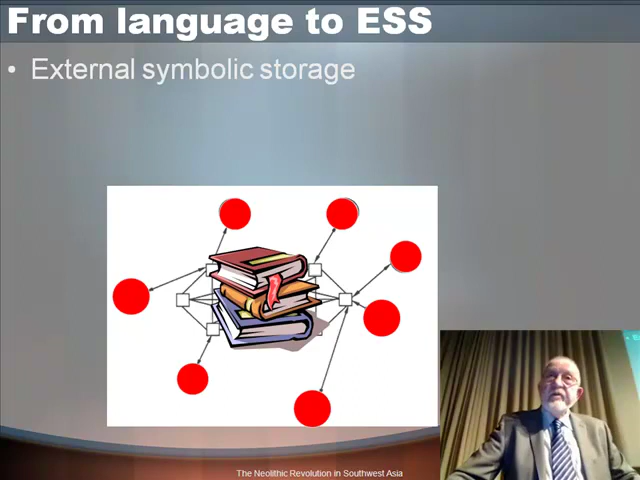 From language to ESS
• External symbolic storage
The Neolithic Revolution in Southwest Asia